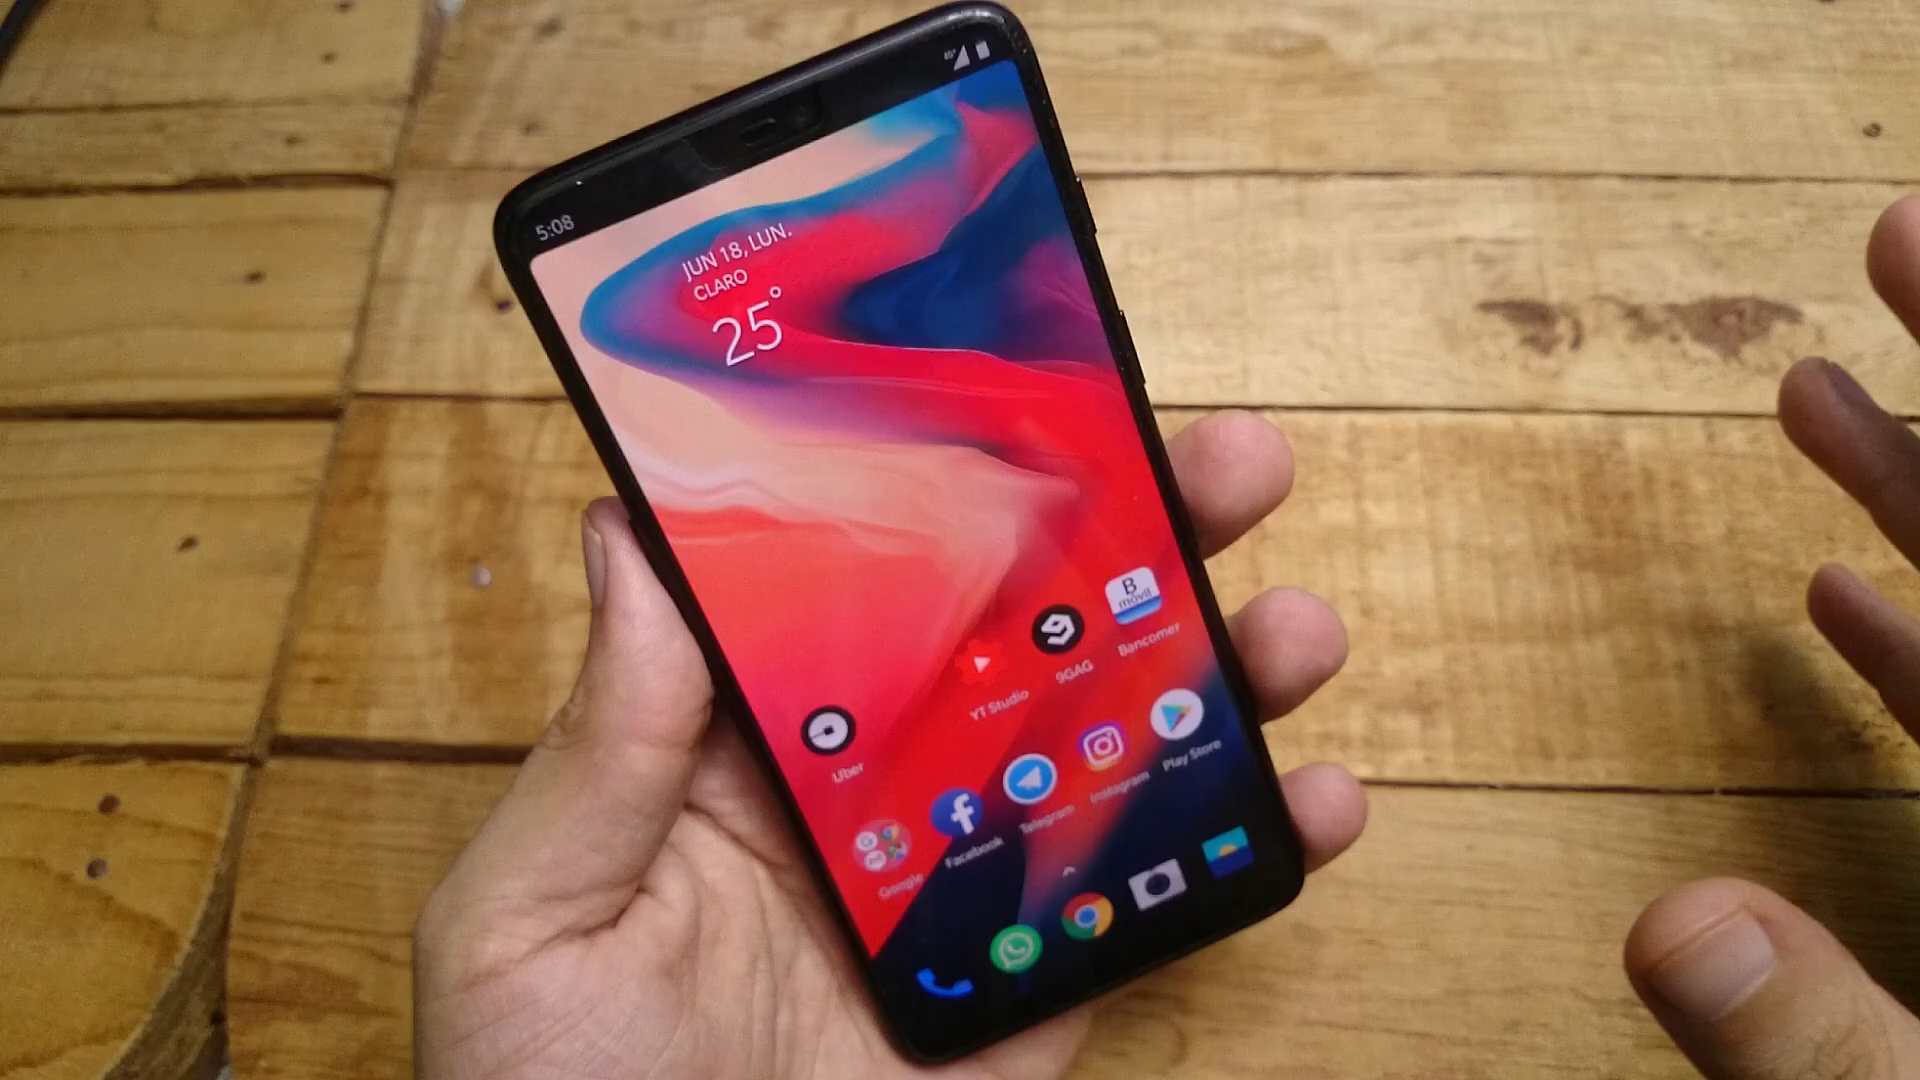 4G+
5:08
JUN 18, LUN.
CLARO
25°
B
móvil
Uber
YT Studio
9GAG
Bancomer
Google
Facebook
Telegram
Instagram
Play Store